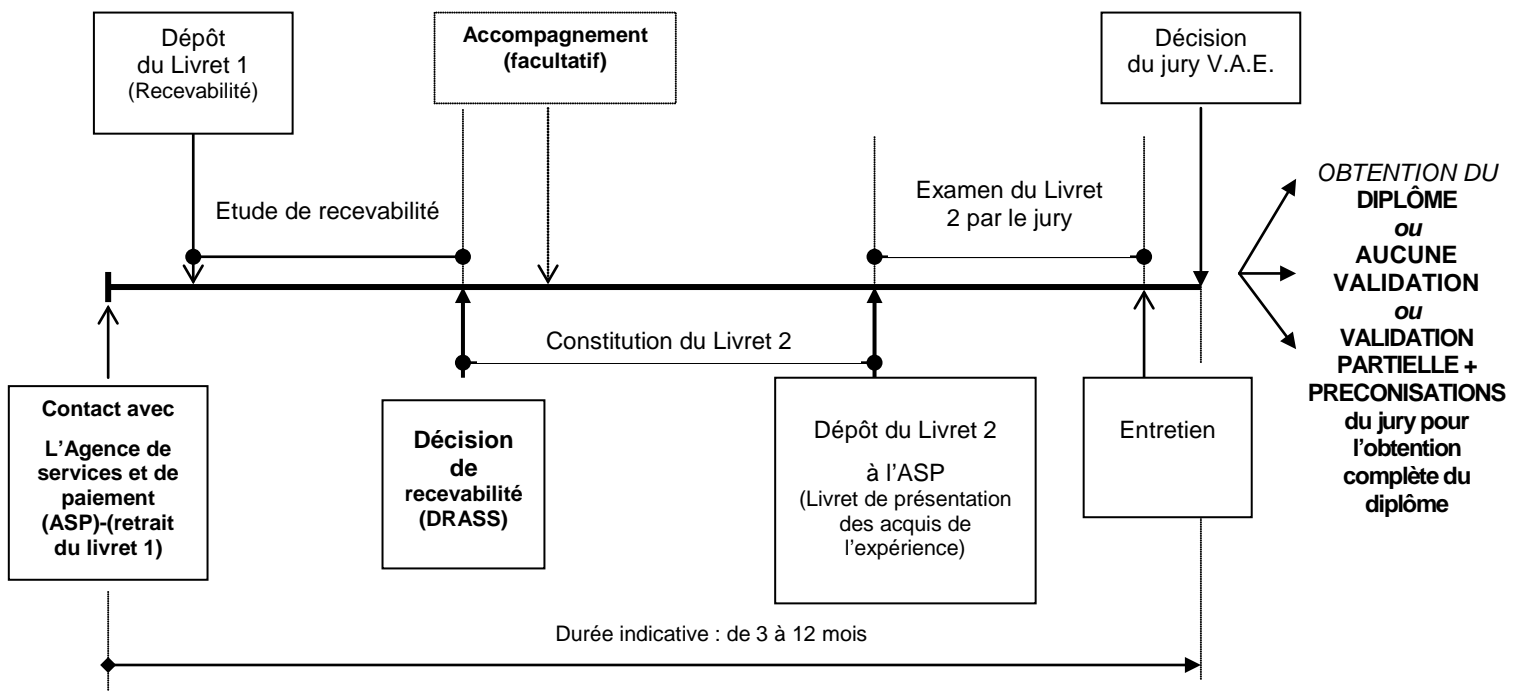 Dépôt
du Livret 1
(Recevabilité)
Accompagnement
(facultatif)
Décision
du jury V.A.E.
Etude de recevabilité
Examen du Livret
2 par le jury
OBTENTION DU
DIPLÔME
ou
AUCUNE
VALIDATION
ou
VALIDATION
PARTIELLE +
PRECONISATIONS
du jury pour
l'obtention
complète du
diplôme
Constitution du Livret 2
Contact avec
L'Agence de
services et de
paiement
(ASP)-(retrait
du livret 1)
Décision
de
recevabilité
(DRASS)
Dépôt du Livret 2
à l'ASP
(Livret de présentation
des acquis de
l'expérience)
Entretien
Durée indicative : de 3 à 12 mois